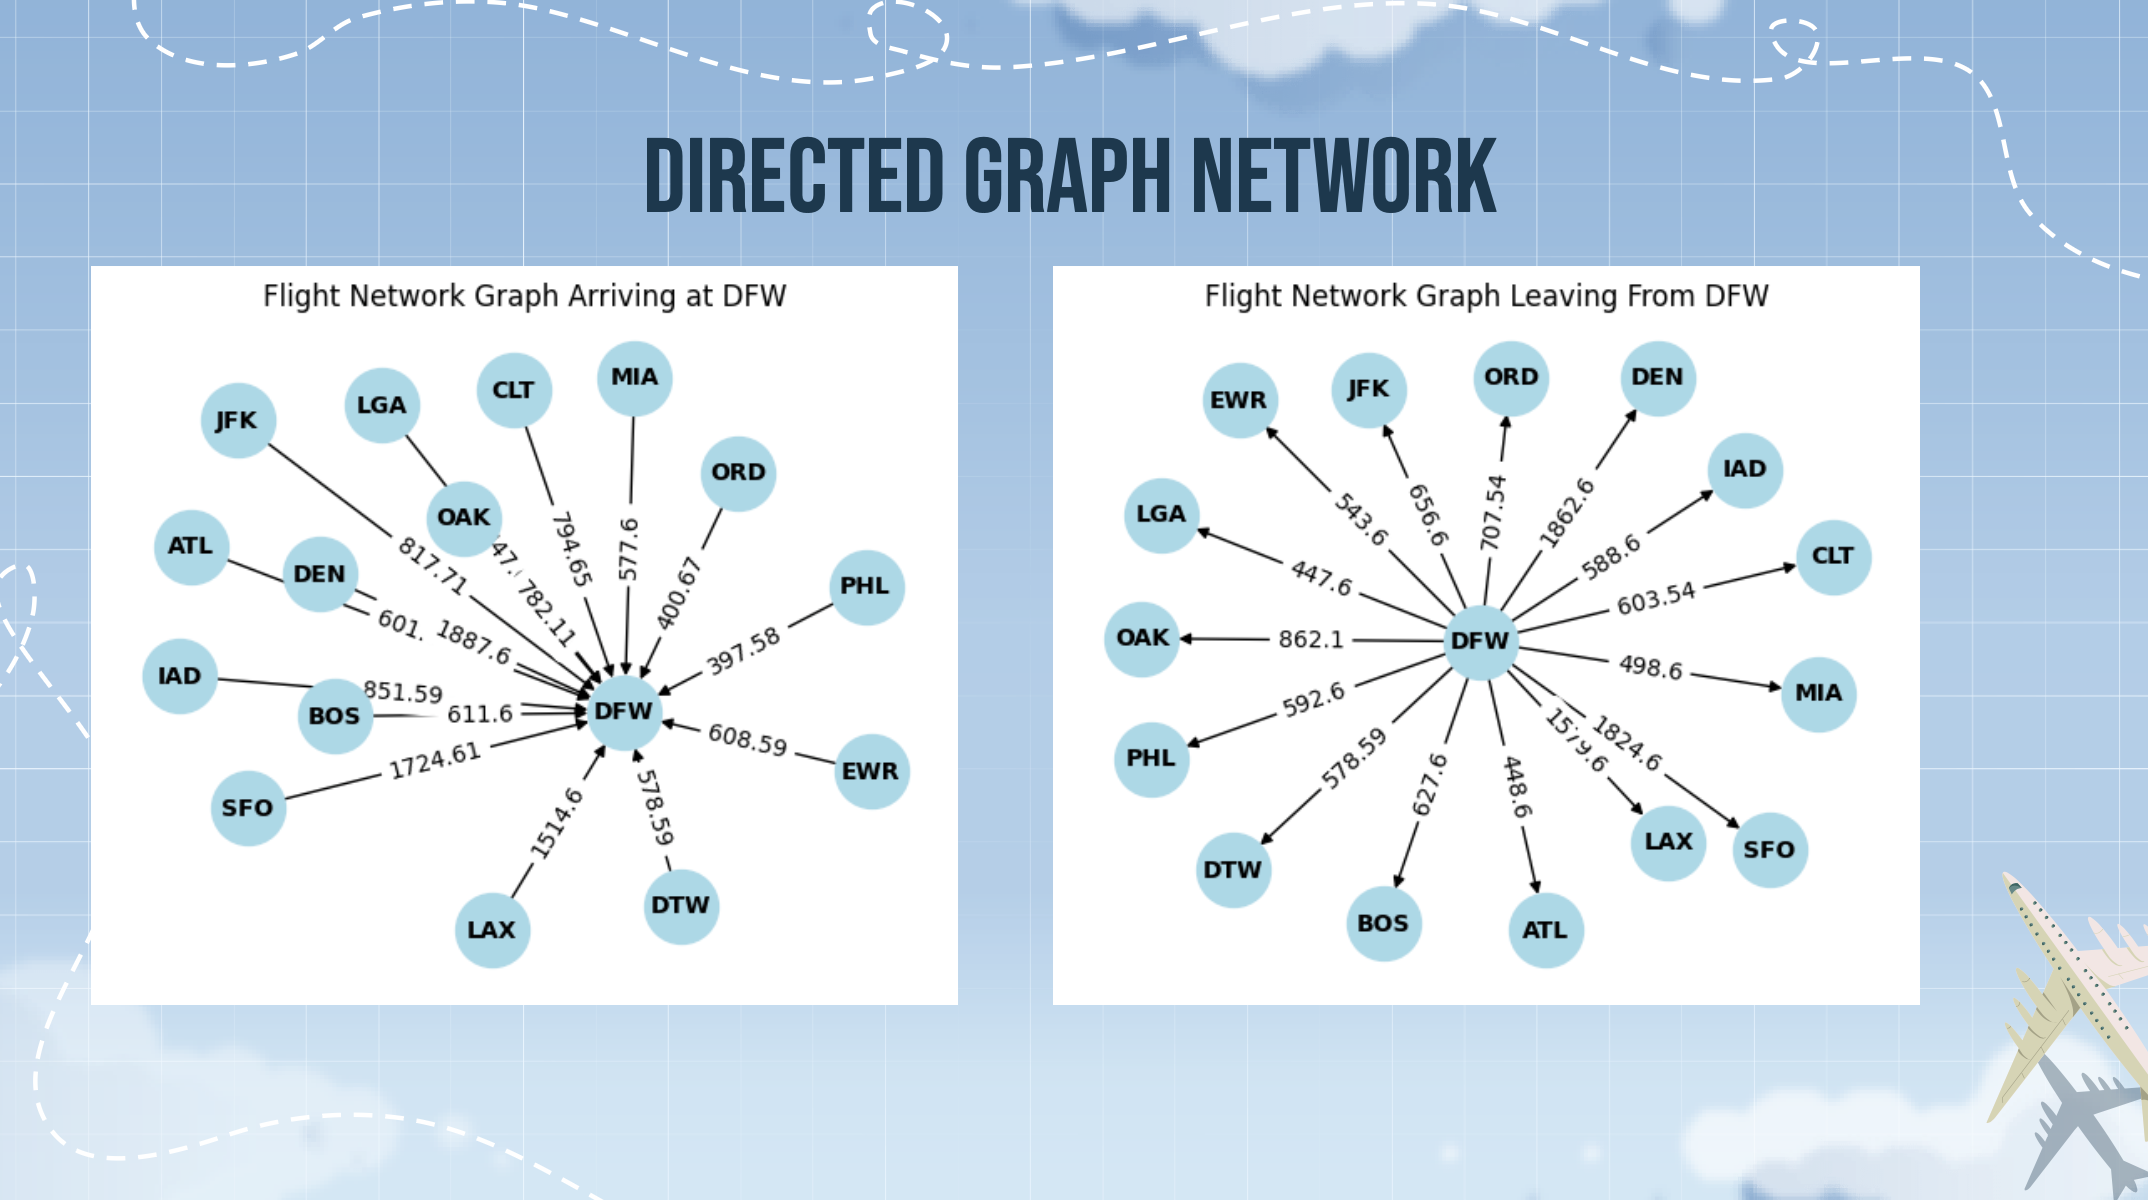 DIRECTED GRAPH NETWORK
Flight Network Graph Arriving at DFW
MIA
CLT
LGA
JFK
ORD
OAK
ATL
DEN
PHL
817.71
782.11
794.65
577.6
400.67
1887.6
397.58
IAD
851.59
BOS
611.6
DFW
608.59
1724.61
EWR
SFO
1514.6
578.59
LAX
DTW
Flight Network Graph Leaving From DFW
ORD
DEN
JFK
EWR
IAD
LGA
543.6
656.6
707.54
1862.6
588.6
CLT
447.6
603.54
OAK
862.1
DFW
498.6
MIA
592.6
1824.6
PHL
578.59
627.6
448.6
LAX
SFO
DTW
BOS
ATL